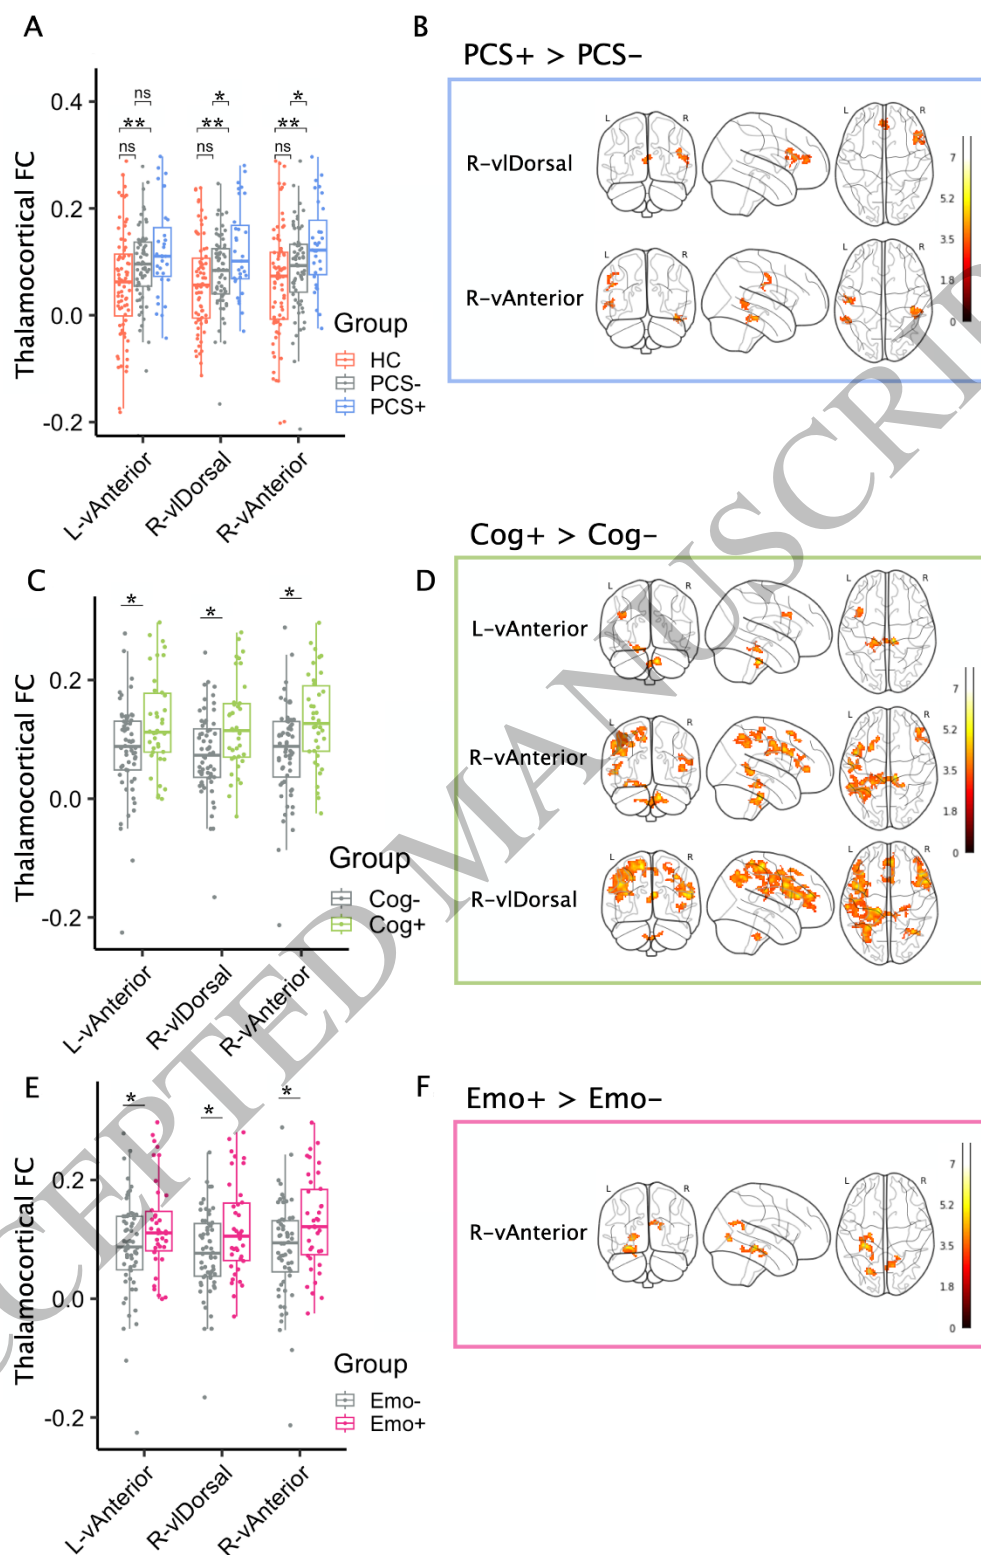 A
Thalamocortical FC
0.4
0.2
0.0
-0.2
ns
**
ns
*
**
ns
*
**
ns
Group
HC
PCS-
PCS+
L-vAnterior
R-vlDorsal
R-vAnterior
B
PCS+ > PCS-
L
R
R-vlDorsal
R-vAnterior
7
5.2
3.5
1.8
0
C
Thalamocortical FC
0.2
0.0
-0.2
*
*
*
Group
Cog-
Cog+
L-vAnterior
R-vlDorsal
R-vAnterior
Cog+ > Cog-
D
L
R
L
R
L-vAnterior
L
R
L
R
R-vAnterior
L
R
L
R
R-vlDorsal
7
5.2
3.5
1.8
0
E
Thalamocortical FC
0.2
0.0
-0.2
*
*
*
Group
Emo-
Emo+
L-vAnterior
R-vlDorsal
R-vAnterior
F
Emo+ > Emo-
L
R
L
R
R-vAnterior
7
5.2
3.5
1.8
0
CCEPTED MANUSCRIP